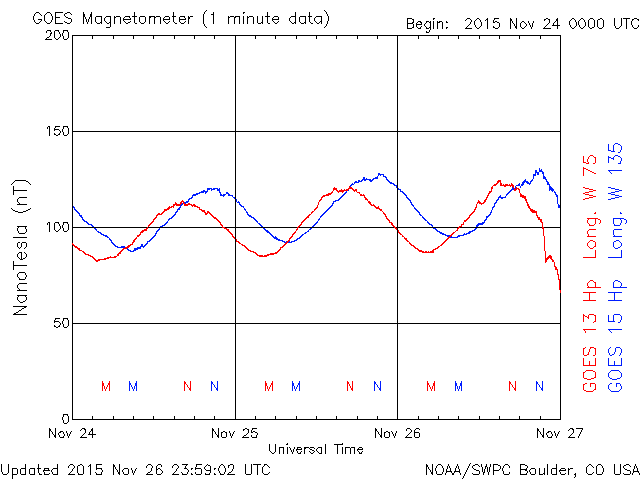 GOES Magnetometer (1 minute data)
Begin: 2015 Nov 24 0000 UTC
200
150
100
50
0
NanoTesla (nT)
M M N N M M N N M M N N
Nov 24 Nov 25 Nov 26 Nov 27
Universal Time
GOES 13 Hp Long. W 75
GOES 15 Hp Long. W 135
Updated 2015 Nov 26 23:59:02 UTC
NOAA/SWPC Boulder, CO USA